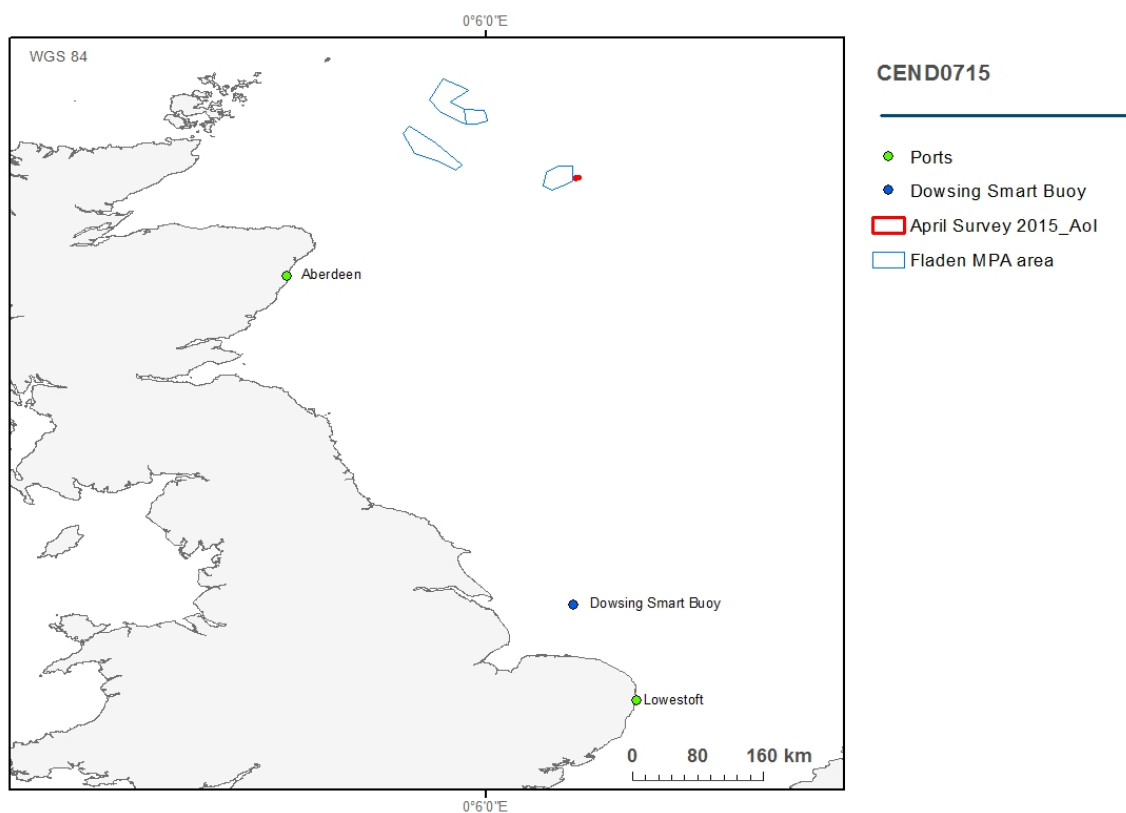 0°6'0"E
WGS 84
CEND0715
Ports
Dowsing Smart Buoy
April Survey 2015_AoI
Fladen MPA area
Aberdeen
Dowsing Smart Buoy
Lowestoft
0 80 160 km
0°6'0"E